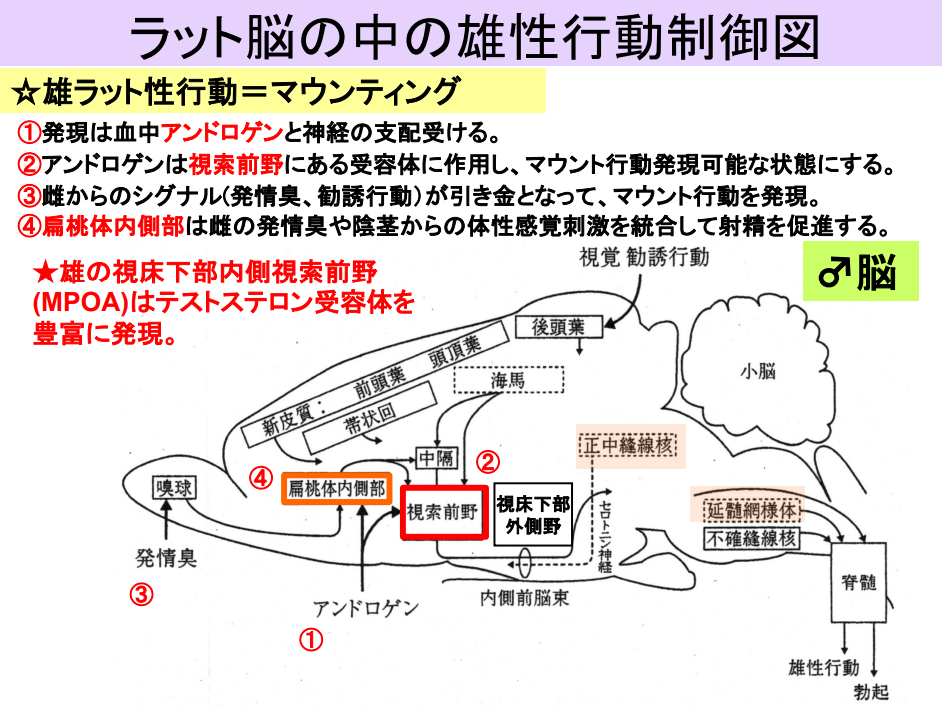 ラット脳の中の雄性行動制御図
☆雄ラット性行動＝マウンティング
①発現は血中アンドロゲンと神経の支配受ける。
②アンドロゲンは視索前野にある受容体に作用し、マウント行動発現可能な状態にする。
③雌からのシグナル(発情臭、勧誘行動）が引き金となって、マウント行動を発現。
④扁桃体内側部は雌の発情臭や陰茎からの体性感覚刺激を統合して射精を促進する。
★雄の視床下部内側視索前野
(MPOA)はテストステロン受容体を
豊富に発現。
視覚 勧誘行動
♂脳
後頭葉
新皮質： 前頭葉 頭頂葉
海馬
小脳
帯状回
中隔
正中縫線核
②
④
嗅球
扁桃体内側部
視索前野
視床下部
外側野
セロトニン神経
延髄網様体
不確縫線核
発情臭
脊髄
③
アンドロゲン
内側前脳束
①
雄性行動
勃起